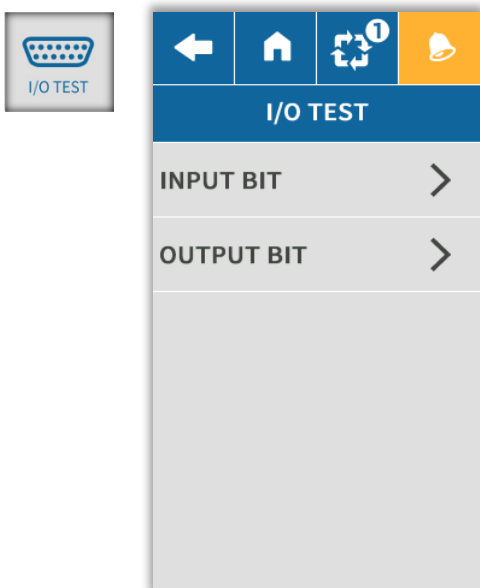 I/O TEST
1
I/O TEST
INPUT BIT
OUTPUT BIT